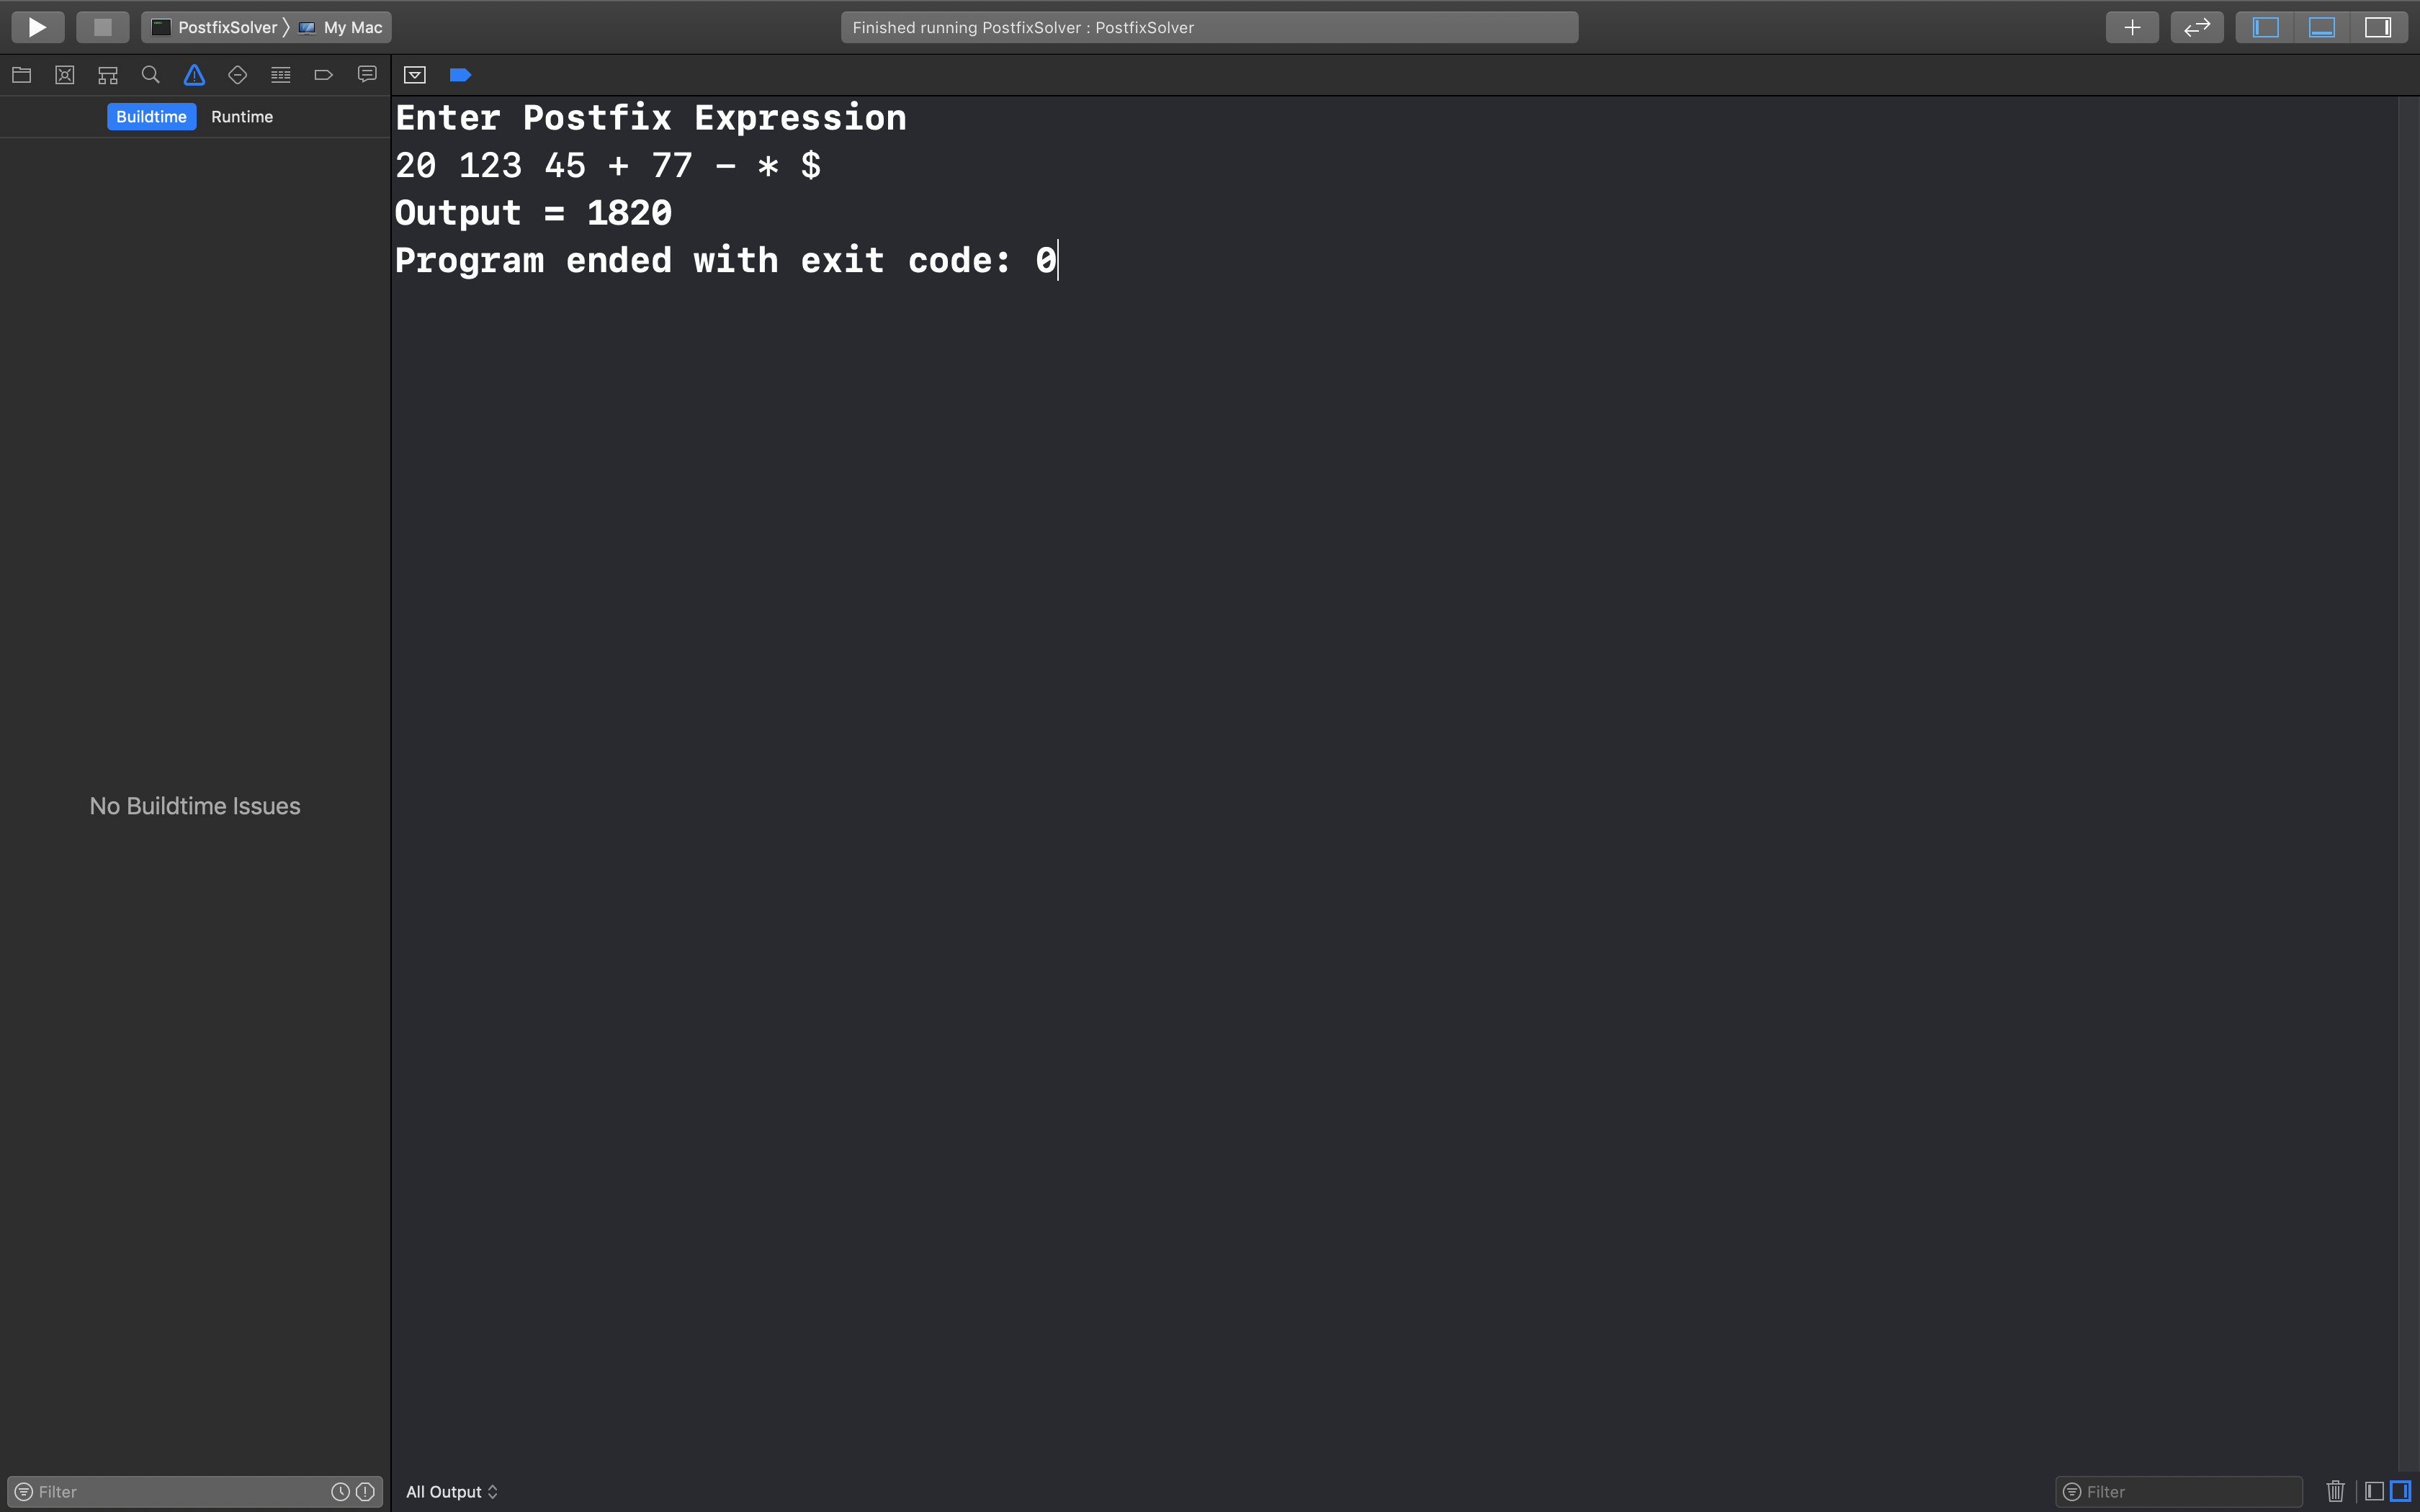 PostfixSolver 〉 My Mac
Finished running PostfixSolver : PostfixSolver
Buildtime Runtime
No Buildtime Issues
Filter
Enter Postfix Expression
20 123 45 + 77 - * $
Output = 1820
Program ended with exit code: 0
All Output
Filter